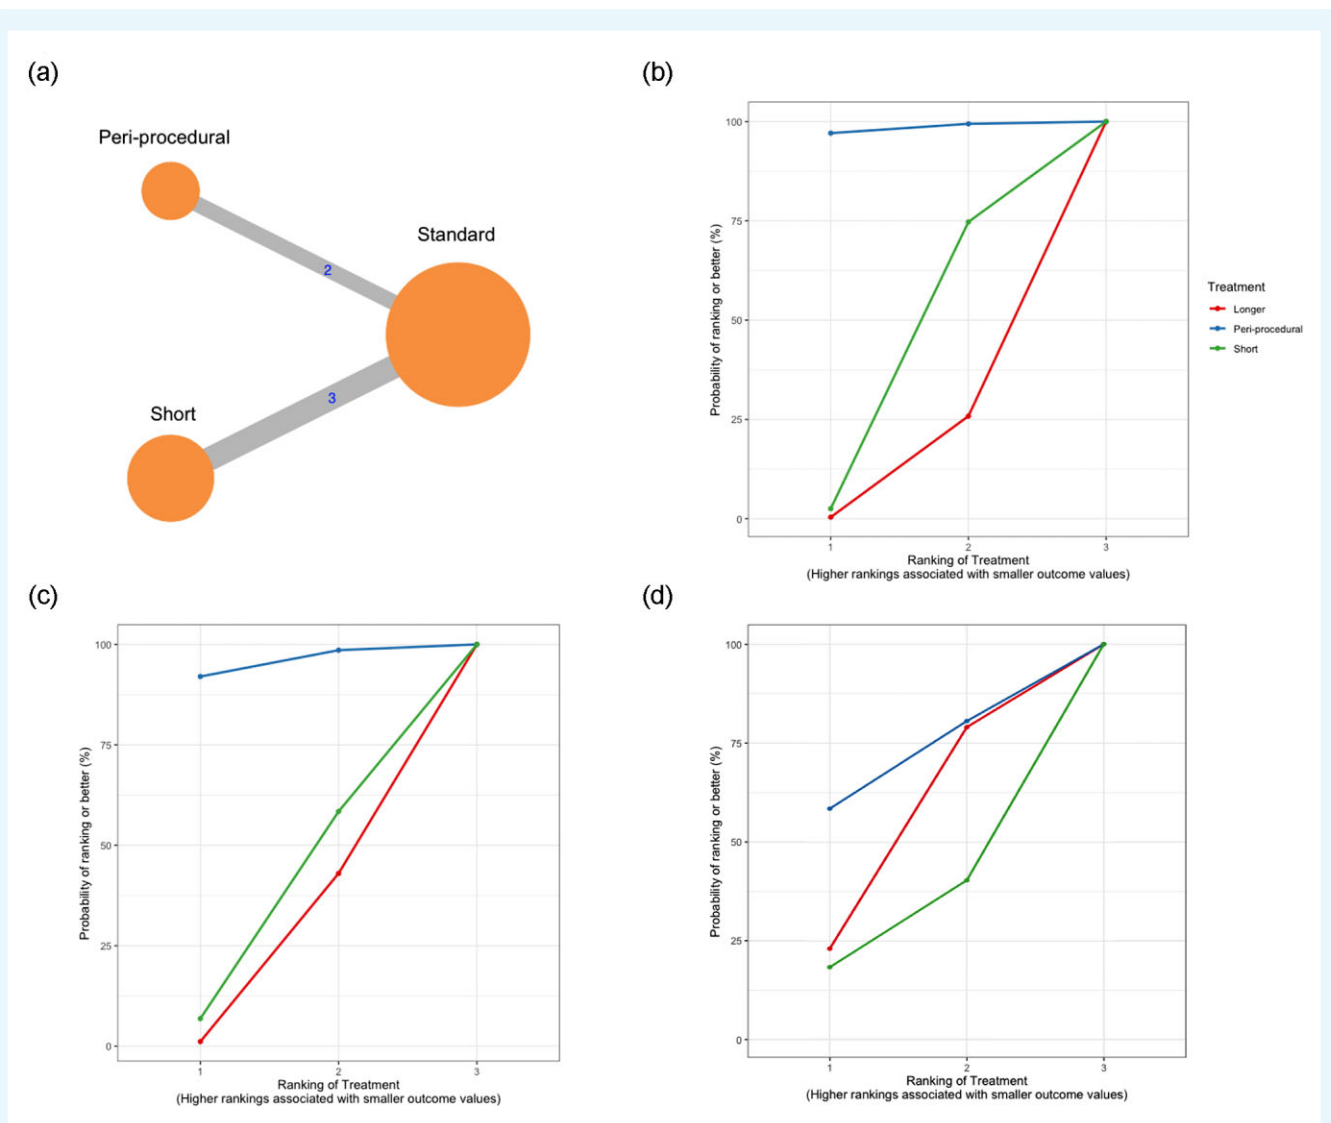 (a)
Peri-procedural
Standard
2
3
Short
(b)
100
75
50
25
0
Probability of ranking or better (%)
1 2 3
Ranking of Treatment
(Higher rankings associated with smaller outcome values)
Treatment
Longer
Peri-procedural
Short
(c)
100
75
50
25
0
Probability of ranking or better (%)
1 2 3
Ranking of Treatment
(Higher rankings associated with smaller outcome values)
(d)
100
75
50
25
0
Probability of ranking or better (%)
1 2 3
Ranking of Treatment
(Higher rankings associated with smaller outcome values)